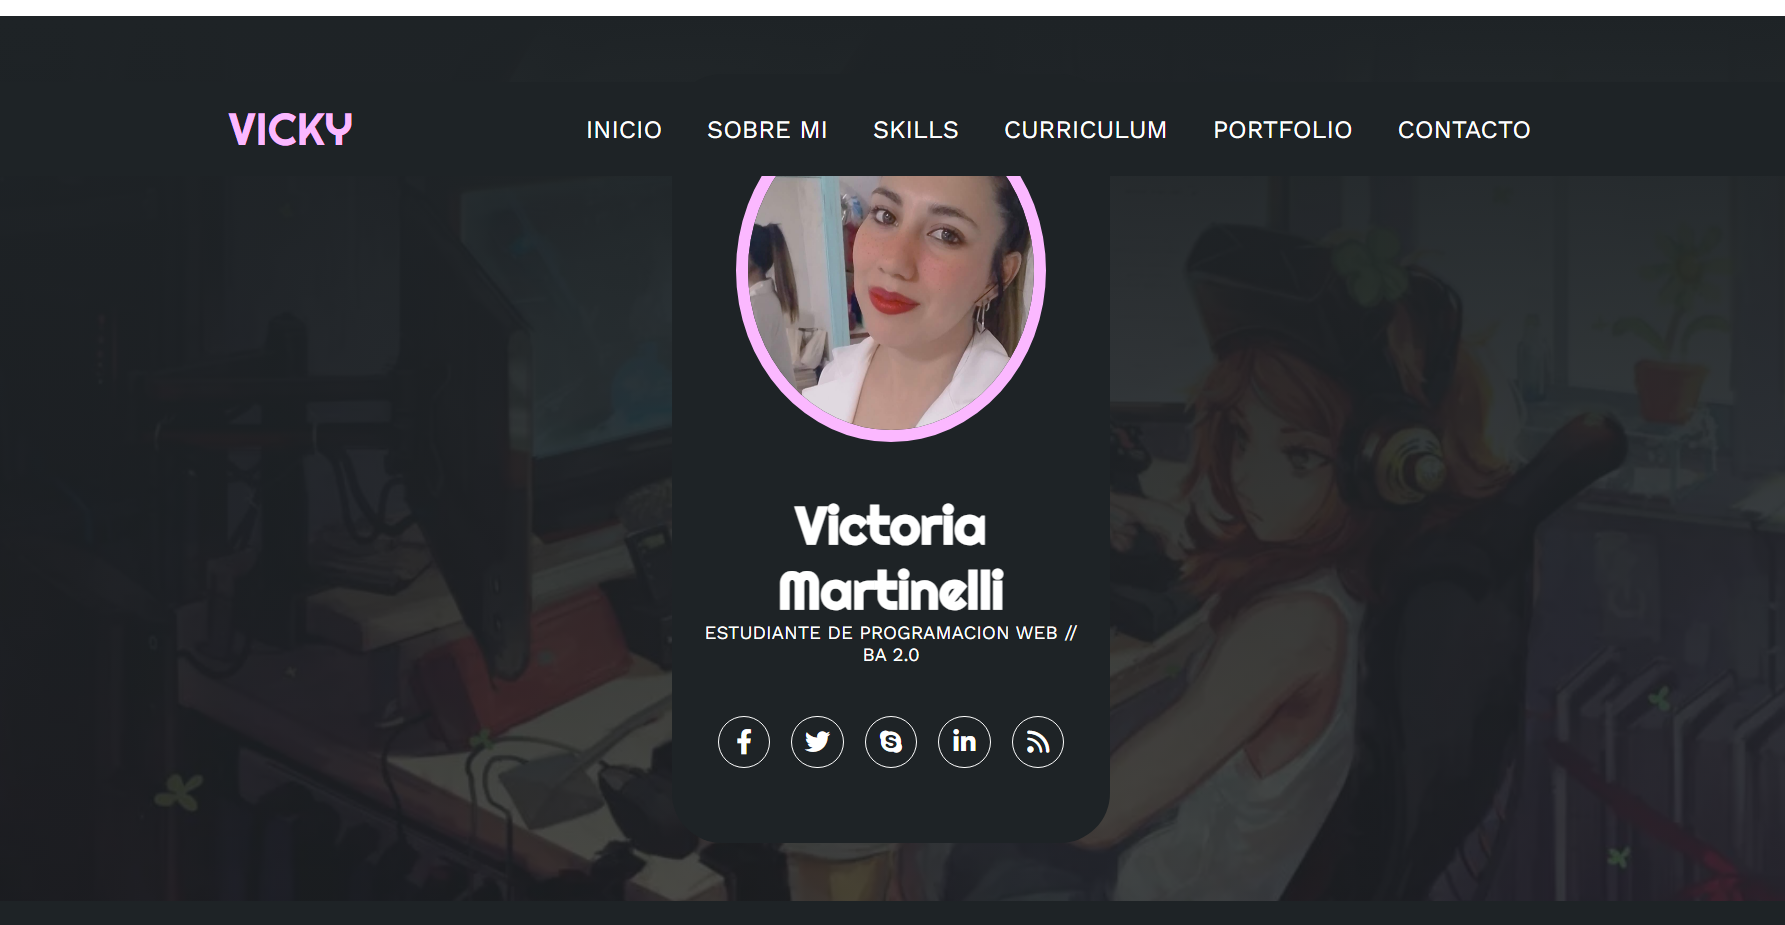 VICKY
INICIO SOBRE MI SKILLS CURRICULUM PORTFOLIO CONTACTO
Victoria
Martinelli
ESTUDIANTE DE PROGRAMACION WEB //
BA 2.0